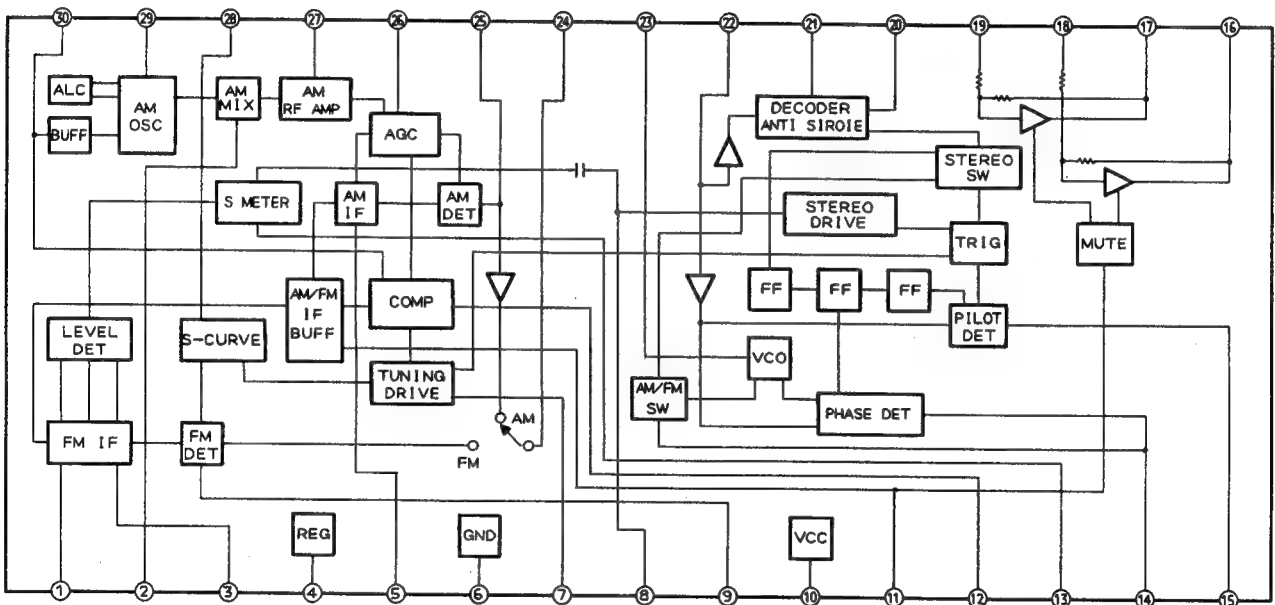 30 29 28 27 26 25 24 23 22 21 20 19 18 17 16
ALC
AM
OSC
BUFF
AM
MIX
AM
RF AMP
AGC
DECODER
ANTI SIROIE
STEREO
SW
S METER
AM
IF
AM
DET
STEREO
DRIVE
TRIG
MUTE
AM/FM
IF
BUFF
COMP
FF
FF
FF
LEVEL
DET
S-CURVE
PILOT
DET
TUNING
DRIVE
VCO
AM/FM
SW
PHASE DET
AM
FM IF
FM
DET
FM
REG
GND
VCC
1 2 3 4 5 6 7 8 9 10 11 12 13 14 15